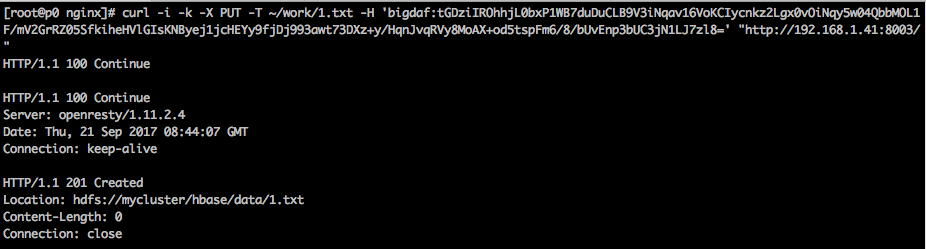 [root@p0 nginx]# curl -i -k -X PUT -T ~/work/1.txt -H 'bigdaf:tGDziIROhhjL0bxP1WB7duDuCLB9V3iNqav16VoKCIycnkz2Lgx0vOiNqy5w04QbbMOL1
F/mV2GrRZ05SfkiheHVlGIsKNByej1jcHEYy9fjDj993awt73DXz+y/HqnJvqRVy8MoAX+od5tspFm6/8/bUvEnp3bUC3jN1LJ7zl8=' "http://192.168.1.41:8003/
"
HTTP/1.1 100 Continue
HTTP/1.1 100 Continue
Server: openresty/1.11.2.4
Date: Thu, 21 Sep 2017 08:44:07 GMT
Connection: keep-alive
HTTP/1.1 201 Created
Location: hdfs://mycluster/hbase/data/1.txt
Content-Length: 0
Connection: close